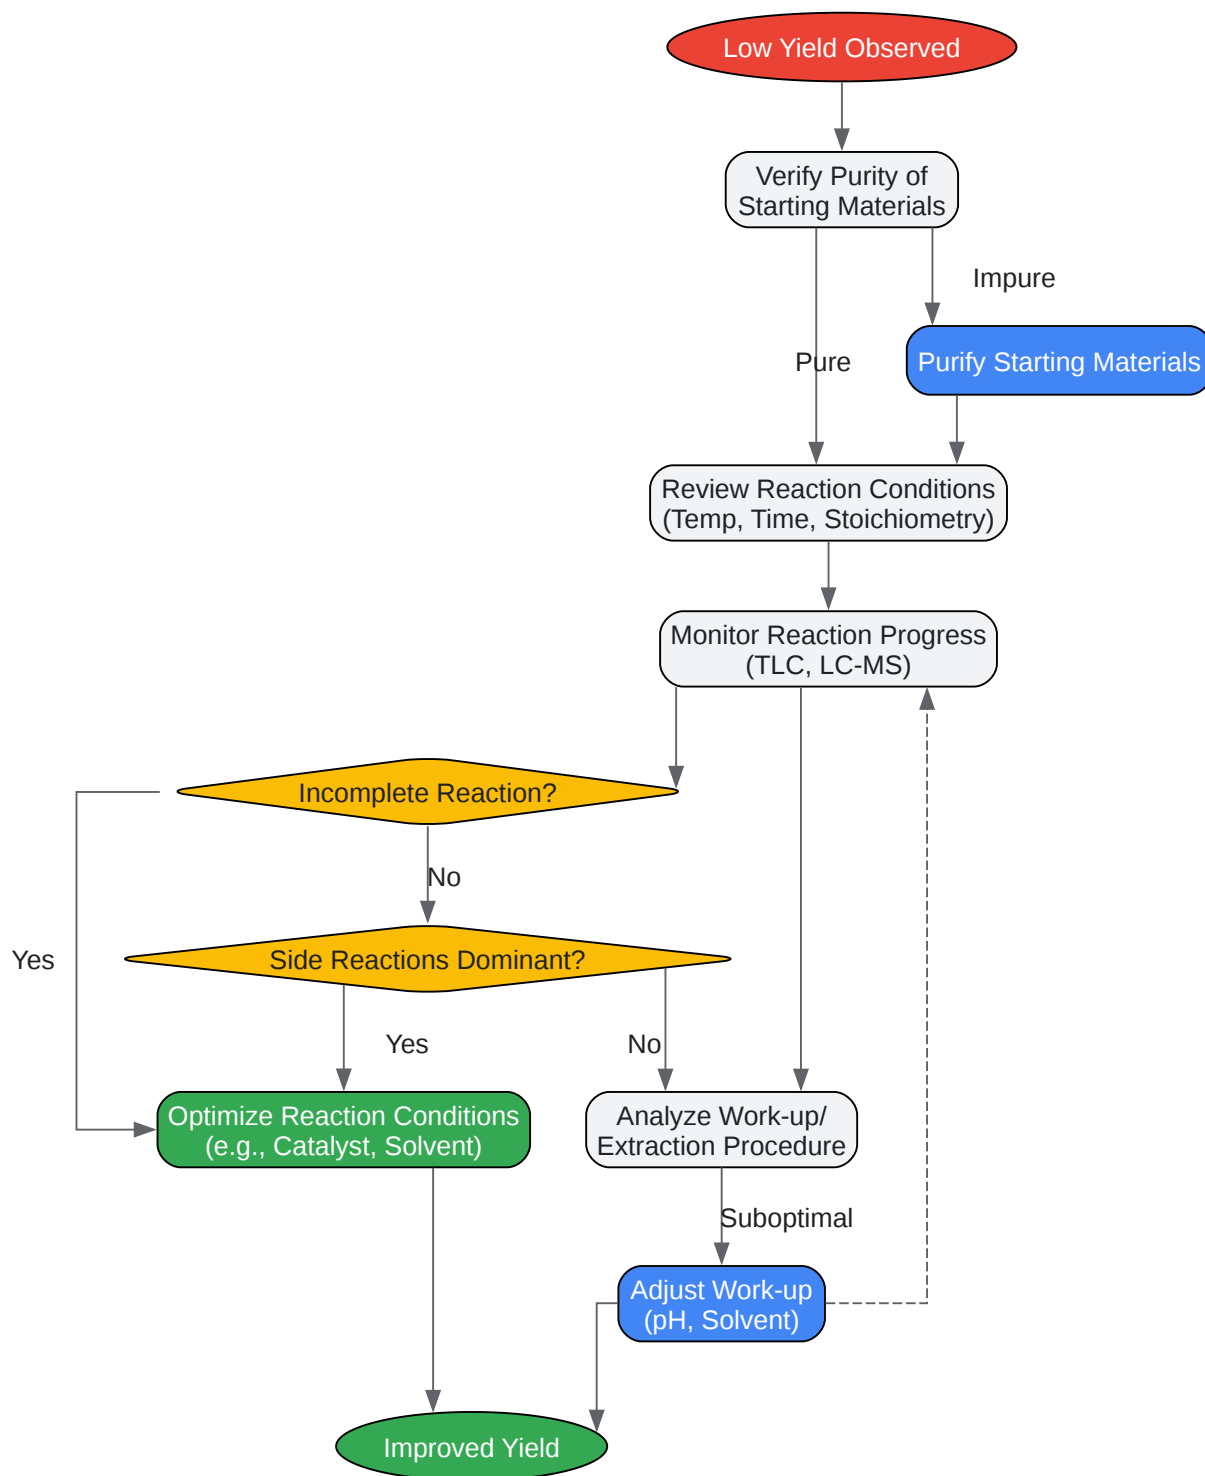 Low Yield Observed
Verify Purity of
Starting Materials
Impure
Pure
Purify Starting Materials
Review Reaction Conditions
(Temp, Time, Stoichiometry)
Monitor Reaction Progress
(TLC, LC-MS)
Incomplete Reaction?
No
Yes
Side Reactions Dominant?
Yes
No
Optimize Reaction Conditions
(e.g., Catalyst, Solvent)
Analyze Work-up/
Extraction Procedure
Suboptimal
Adjust Work-up
(pH, Solvent)
Improved Yield